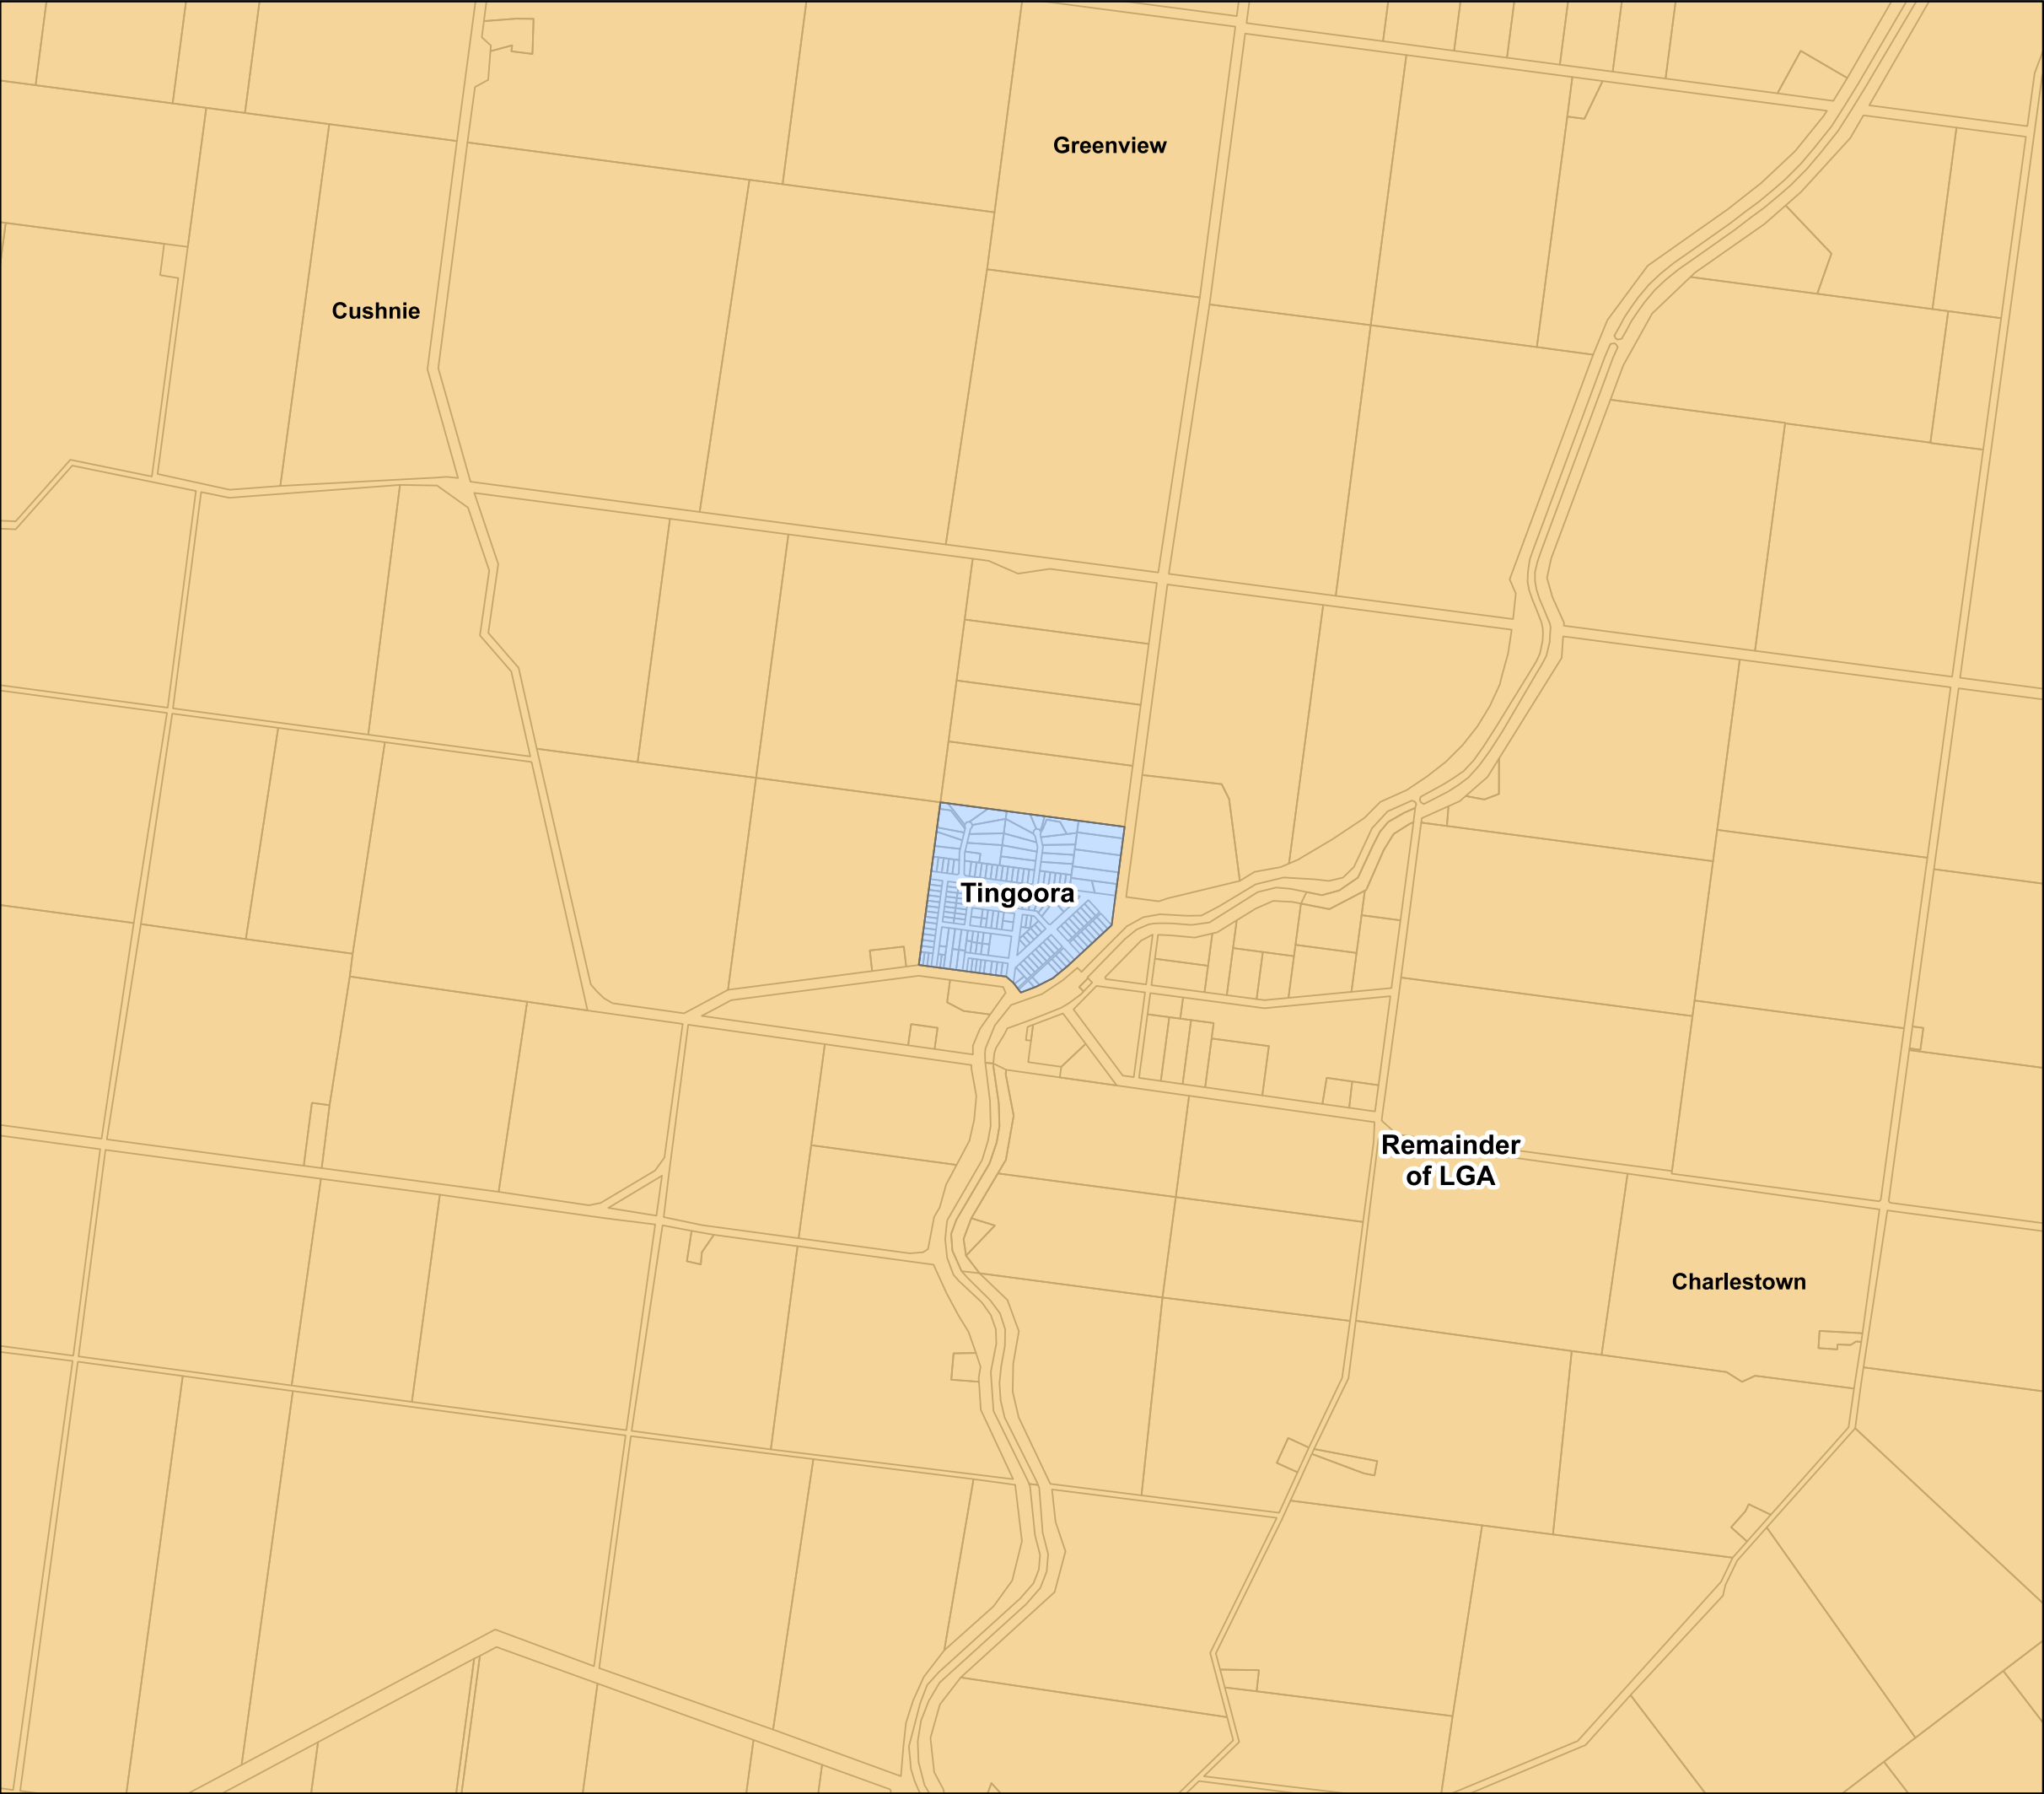 Greenview
Cushnie
Tingoora
Remainder
of LGA
Charlestown